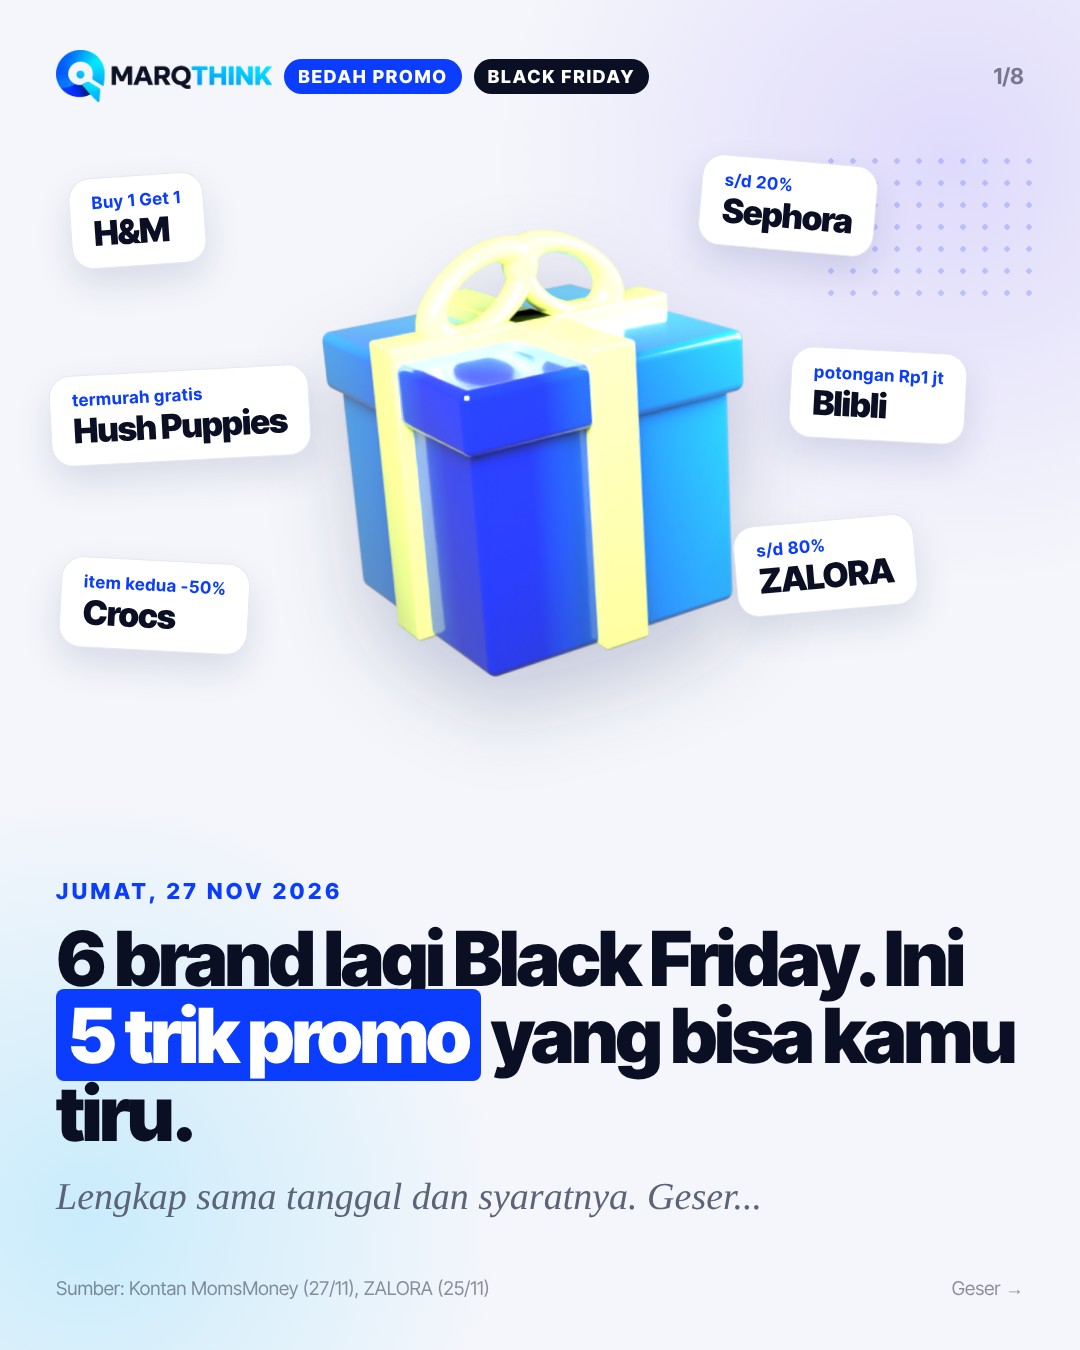 MARQTHINK
BEDAH PROMO
BLACK FRIDAY
1/8
Buy 1 Get 1
H&M
s/d 20%
Sephora
termurah gratis
Hush Puppies
potongan Rp1 jt
Blibli
item kedua -50%
Crocs
s/d 80%
ZALORA
JUMAT, 27 NOV 2026
6 brand lagi Black Friday. Ini
5 trik promo yang bisa kamu
tiru.
Lengkap sama tanggal dan syaratnya. Geser...
Sumber: Kontan MomsMoney (27/11), ZALORA (25/11)
Geser →